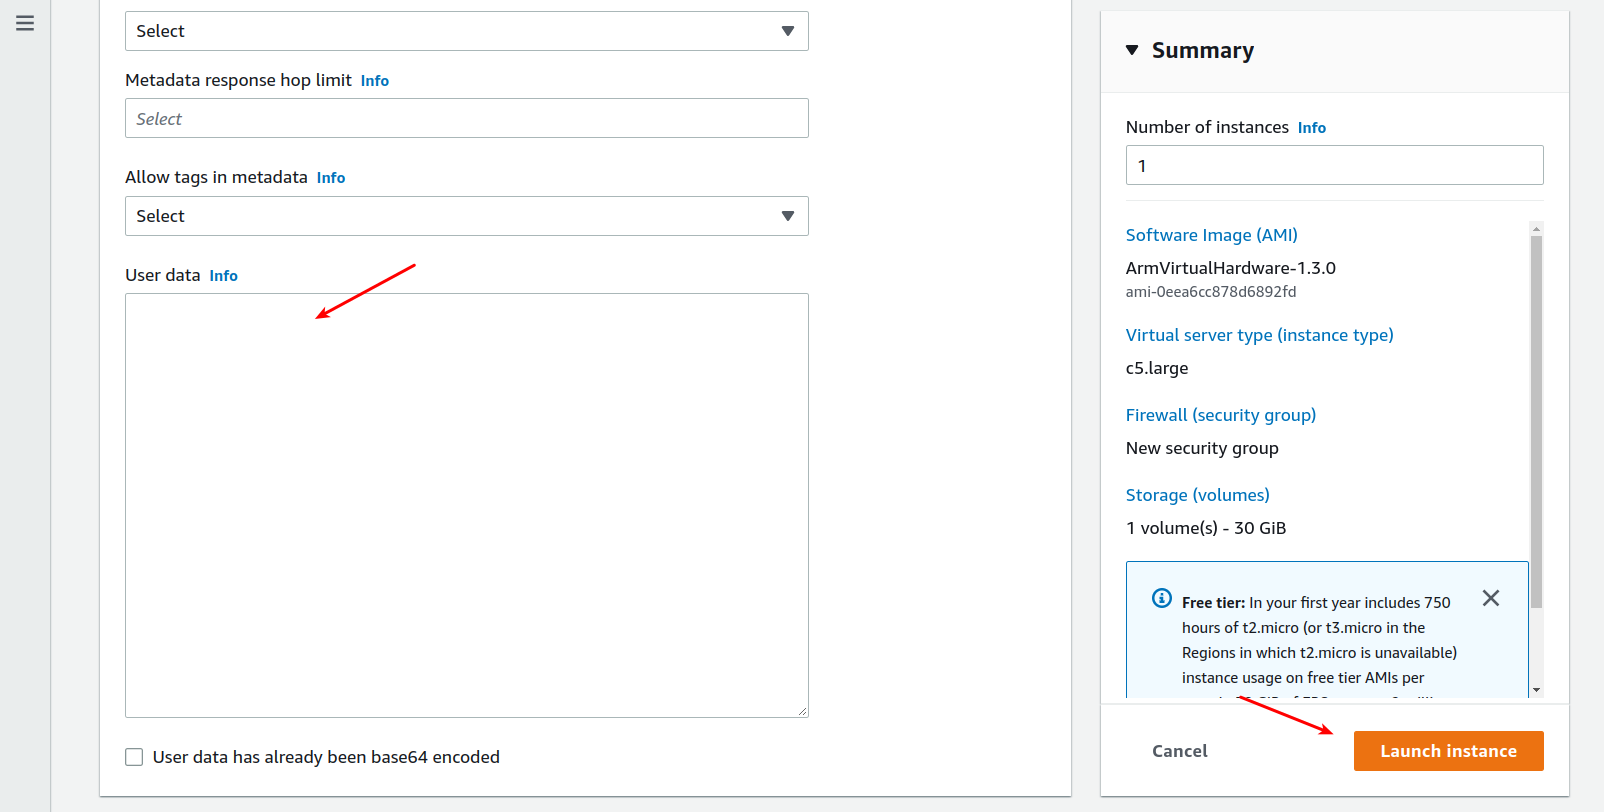 Select
Metadata response hop limit Info
Select
Allow tags in metadata Info
Select
User data Info
User data has already been base64 encoded
Summary
Number of instances Info
1
Software Image (AMI)
ArmVirtualHardware-1.3.0
ami-0eea6cc878d6892fd
Virtual server type (instance type)
c5.large
Firewall (security group)
New security group
Storage (volumes)
1 volume(s) - 30 GiB
Free tier: In your first year includes 750
hours of t2.micro (or t3.micro in the
Regions in which t2.micro is unavailable)
instance usage on free tier AMIs per
Cancel
Launch instance